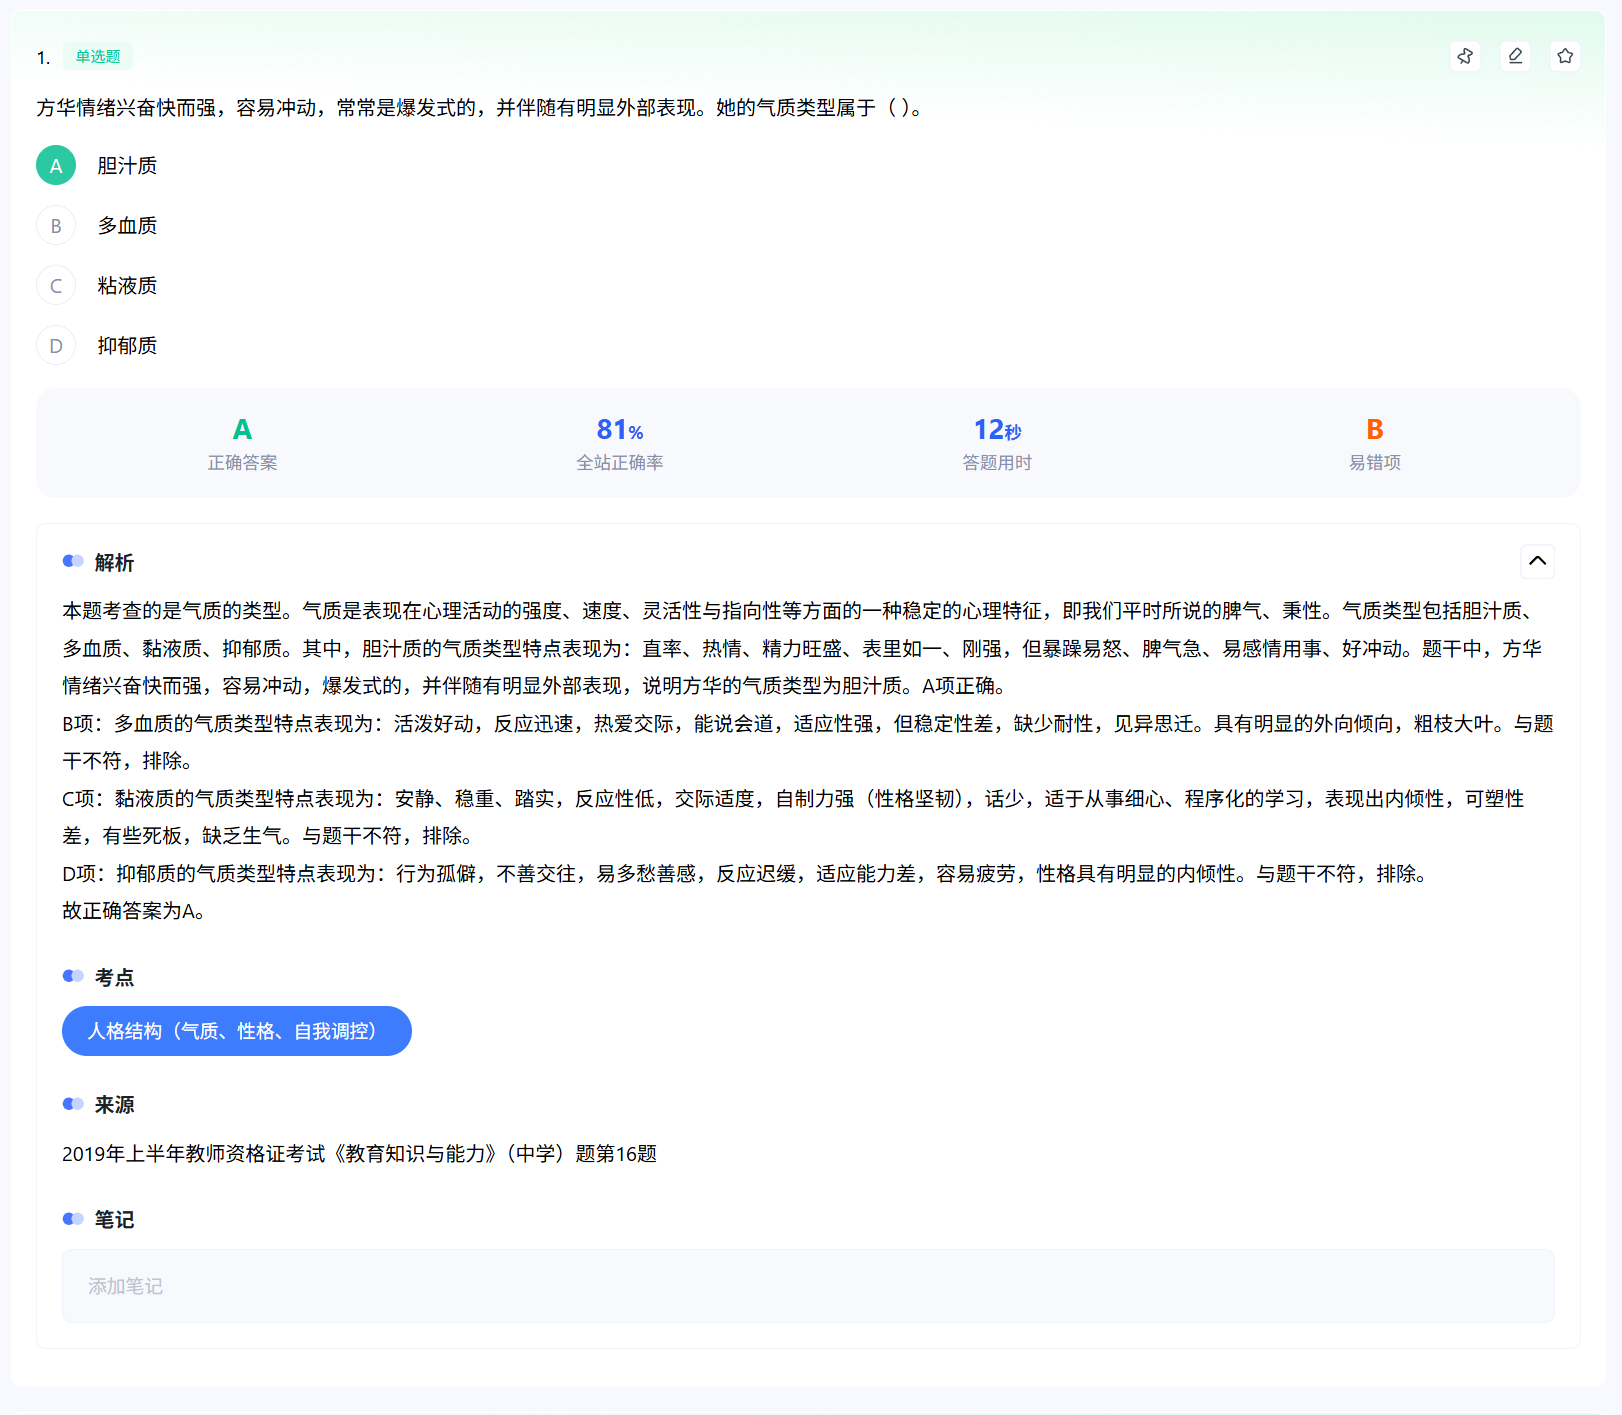 1. 单选题
方华情绪兴奋快而强，容易冲动，常常是爆发式的，并伴随有明显外部表现。她的气质类型属于（ ）。
A 胆汁质
B 多血质
C 粘液质
D 抑郁质
A 81% 12秒 B
正确答案 全站正确率 答题用时 易错项
解析
本题考查的是气质的类型。气质是表现在心理活动的强度、速度、灵活性与指向性等方面的一种稳定的心理特征，即我们平时所说的脾气、秉性。气质类型包括胆汁质、
多血质、黏液质、抑郁质。其中，胆汁质的气质类型特点表现为：直率、热情、精力旺盛、表里如一、刚强，但暴躁易怒、脾气急、易感情用事、好冲动。题干中，方华
情绪兴奋快而强，容易冲动，爆发式的，并伴随有明显外部表现，说明方华的气质类型为胆汁质。A项正确。
B项：多血质的气质类型特点表现为：活泼好动，反应迅速，热爱交际，能说会道，适应性强，但稳定性差，缺少耐性，见异思迁。具有明显的外向倾向，粗枝大叶。与题
干不符，排除。
C项：黏液质的气质类型特点表现为：安静、稳重、踏实，反应性低，交际适度，自制力强（性格坚韧），话少，适于从事细心、程序化的学习，表现出内倾性，可塑性
差，有些死板，缺乏生气。与题干不符，排除。
D项：抑郁质的气质类型特点表现为：行为孤僻，不善交往，易多愁善感，反应迟缓，适应能力差，容易疲劳，性格具有明显的内倾性。与题干不符，排除。
故正确答案为A。
考点
人格结构（气质、性格、自我调控）
来源
2019年上半年教师资格证考试《教育知识与能力》（中学）题第16题
笔记
添加笔记